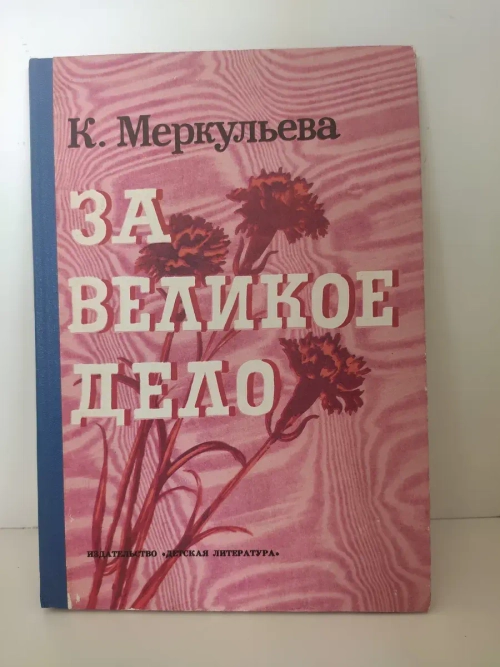 К. Меркульева
ЗА
ВЕЛИКОЕ
ДЕЛО
ИЗДАТЕЛЬСТВО «ДЕТСКАЯ ЛИТЕРАТУРА»